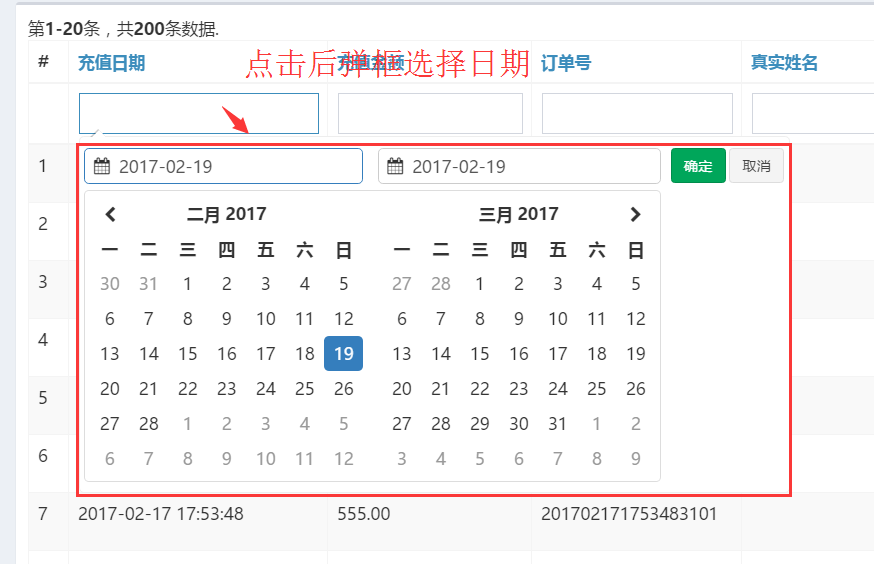 第1-20条，共200条数据.
# 充值日期 充值金额 订单号 真实姓名
点击后弹框选择日期
1 2017-02-19 2017-02-19 确定 取消
二月 2017 三月 2017
一 二 三 四 五 六 日 一 二 三 四 五 六 日
2
30 31 1 2 3 4 5 27 28 1 2 3 4 5
3
6 7 8 9 10 11 12 6 7 8 9 10 11 12
4
13 14 15 16 17 18 19 13 14 15 16 17 18 19
20 21 22 23 24 25 26 20 21 22 23 24 25 26
5
27 28 1 2 3 4 5 27 28 29 30 31 1 2
6
6 7 8 9 10 11 12 3 4 5 6 7 8 9
7 2017-02-17 17:53:48 555.00 201702171753483101